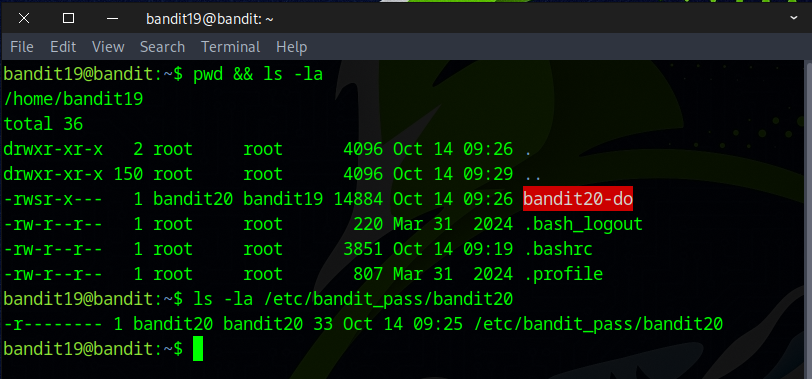 bandit19@bandit: ~
File Edit View Search Terminal Help
bandit19@bandit:~$ pwd && ls -la
/home/bandit19
total 36
drwxr-xr-x   2 root     root      4096 Oct 14 09:26 .
drwxr-xr-x 150 root     root      4096 Oct 14 09:29 ..
-rwsr-x---   1 bandit20 bandit19 14884 Oct 14 09:26 bandit20-do
-rw-r--r--   1 root     root       220 Mar 31  2024 .bash_logout
-rw-r--r--   1 root     root      3851 Oct 14 09:19 .bashrc
-rw-r--r--   1 root     root       807 Mar 31  2024 .profile
bandit19@bandit:~$ ls -la /etc/bandit_pass/bandit20
-r-------- 1 bandit20 bandit20 33 Oct 14 09:25 /etc/bandit_pass/bandit20
bandit19@bandit:~$